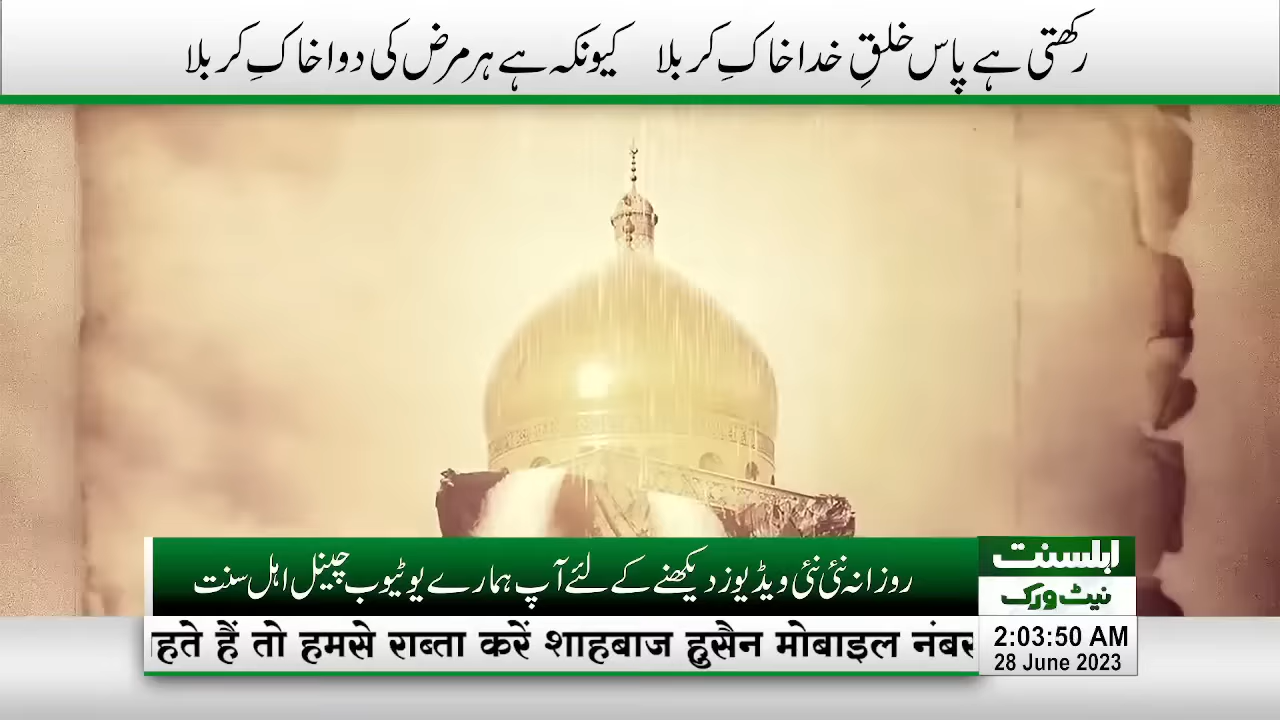 رکھتی ہے پاس خلقِ خدا خاکِ کربلا   کیونکہ ہے ہر مرض کی دوا خاکِ کربلا
روزانہ نئی نئی ویڈیوز دیکھنے کے لئے آپ ہمارے یوٹیوب چینل اہل سنت
اہلسنت
نیٹ ورک
हते हैं तो हमसे राब्ता करें शाहबाज हुसैन मोबाइल नंबर
2:03:50 AM
28 June 2023